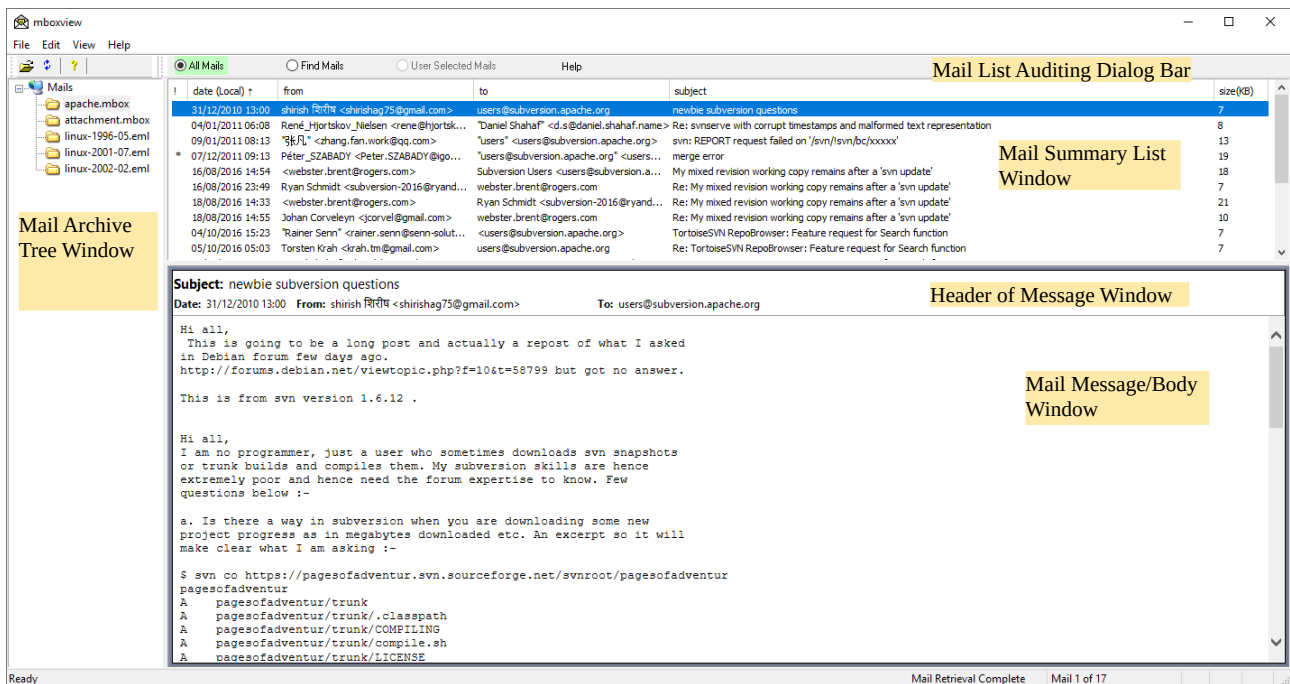 mboxview
File Edit View Help
All Mails Find Mails User Selected Mails Help
Mail List Auditing Dialog Bar
Mails
apache.mbox
attachment.mbox
linux-1996-05.eml
linux-2001-07.eml
linux-2002-02.eml
Mail Archive
Tree Window
! date (Local) ↑ from to subject size(KB)
31/12/2010 13:00 shirish शिरीष <shirishag75@gmail.com> users@subversion.apache.org newbie subversion questions 7
04/01/2011 06:08 René_Hjortskov_Nielsen <rene@hjortsk... "Daniel Shahaf" <d.s@daniel.shahaf.name> Re: svnserve with corrupt timestamps and malformed text representation 8
09/01/2011 08:13 "张凡" <zhang.fan.work@qq.com> "users" <users@subversion.apache.org> svn: REPORT request failed on '/svn/!svn/bc/xxxxx' 13
* 07/12/2011 09:13 Péter_SZABADY <Peter.SZABADY@igo... "users@subversion.apache.org" <users... merge error 19
16/08/2016 14:54 <webster.brent@rogers.com> Subversion Users <users@subversion.a... My mixed revision working copy remains after a 'svn update' 18
16/08/2016 23:49 Ryan Schmidt <subversion-2016@ryand... webster.brent@rogers.com Re: My mixed revision working copy remains after a 'svn update' 7
18/08/2016 14:33 <webster.brent@rogers.com> Ryan Schmidt <subversion-2016@ryand... Re: My mixed revision working copy remains after a 'svn update' 21
18/08/2016 14:55 Johan Corveleyn <jcorvel@gmail.com> webster.brent@rogers.com Re: My mixed revision working copy remains after a 'svn update' 10
04/10/2016 15:23 "Rainer Senn" <rainer.senn@senn-solut... <users@subversion.apache.org> TortoiseSVN RepoBrowser: Feature request for Search function 7
05/10/2016 05:03 Torsten Krah <krah.tm@gmail.com> users@subversion.apache.org Re: TortoiseSVN RepoBrowser: Feature request for Search function 7
Mail Summary List
Window
Subject: newbie subversion questions
Date: 31/12/2010 13:00 From: shirish शिरीष <shirishag75@gmail.com> To: users@subversion.apache.org
Header of Message Window
Hi all,
This is going to be a long post and actually a repost of what I asked
in Debian forum few days ago.
http://forums.debian.net/viewtopic.php?f=10&t=58799 but got no answer.
This is from svn version 1.6.12 .
Mail Message/Body
Window
Hi all,
I am no programmer, just a user who sometimes downloads svn snapshots
or trunk builds and compiles them. My subversion skills are hence
extremely poor and hence need the forum expertise to know. Few
questions below :-
a. Is there a way in subversion when you are downloading some new
project progress as in megabytes downloaded etc. An excerpt so it will
make clear what I am asking :-
$ svn co https://pagesofadventur.svn.sourceforge.net/svnroot/pagesofadventur
pagesofadventur
A pagesofadventur/trunk
A pagesofadventur/trunk/.classpath
A pagesofadventur/trunk/COMPILING
A pagesofadventur/trunk/compile.sh
A pagesofadventur/trunk/LICENSE
Ready Mail Retrieval Complete Mail 1 of 17